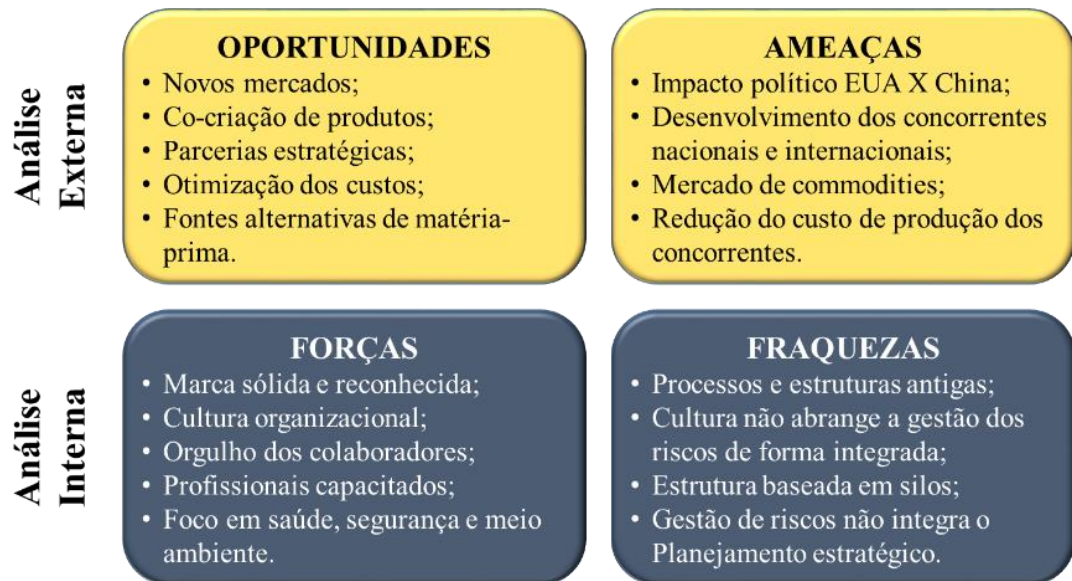 Análise
Externa
OPORTUNIDADES
• Novos mercados;
• Co-criação de produtos;
• Parcerias estratégicas;
• Otimização dos custos;
• Fontes alternativas de matéria-
prima.
AMEAÇAS
• Impacto político EUA X China;
• Desenvolvimento dos concorrentes
nacionais e internacionais;
• Mercado de commodities;
• Redução do custo de produção dos
concorrentes.
Análise
Interna
FORÇAS
• Marca sólida e reconhecida;
• Cultura organizacional;
• Orgulho dos colaboradores;
• Profissionais capacitados;
• Foco em saúde, segurança e meio
ambiente.
FRAQUEZAS
• Processos e estruturas antigas;
• Cultura não abrange a gestão dos
riscos de forma integrada;
• Estrutura baseada em silos;
• Gestão de riscos não integra o
Planejamento estratégico.